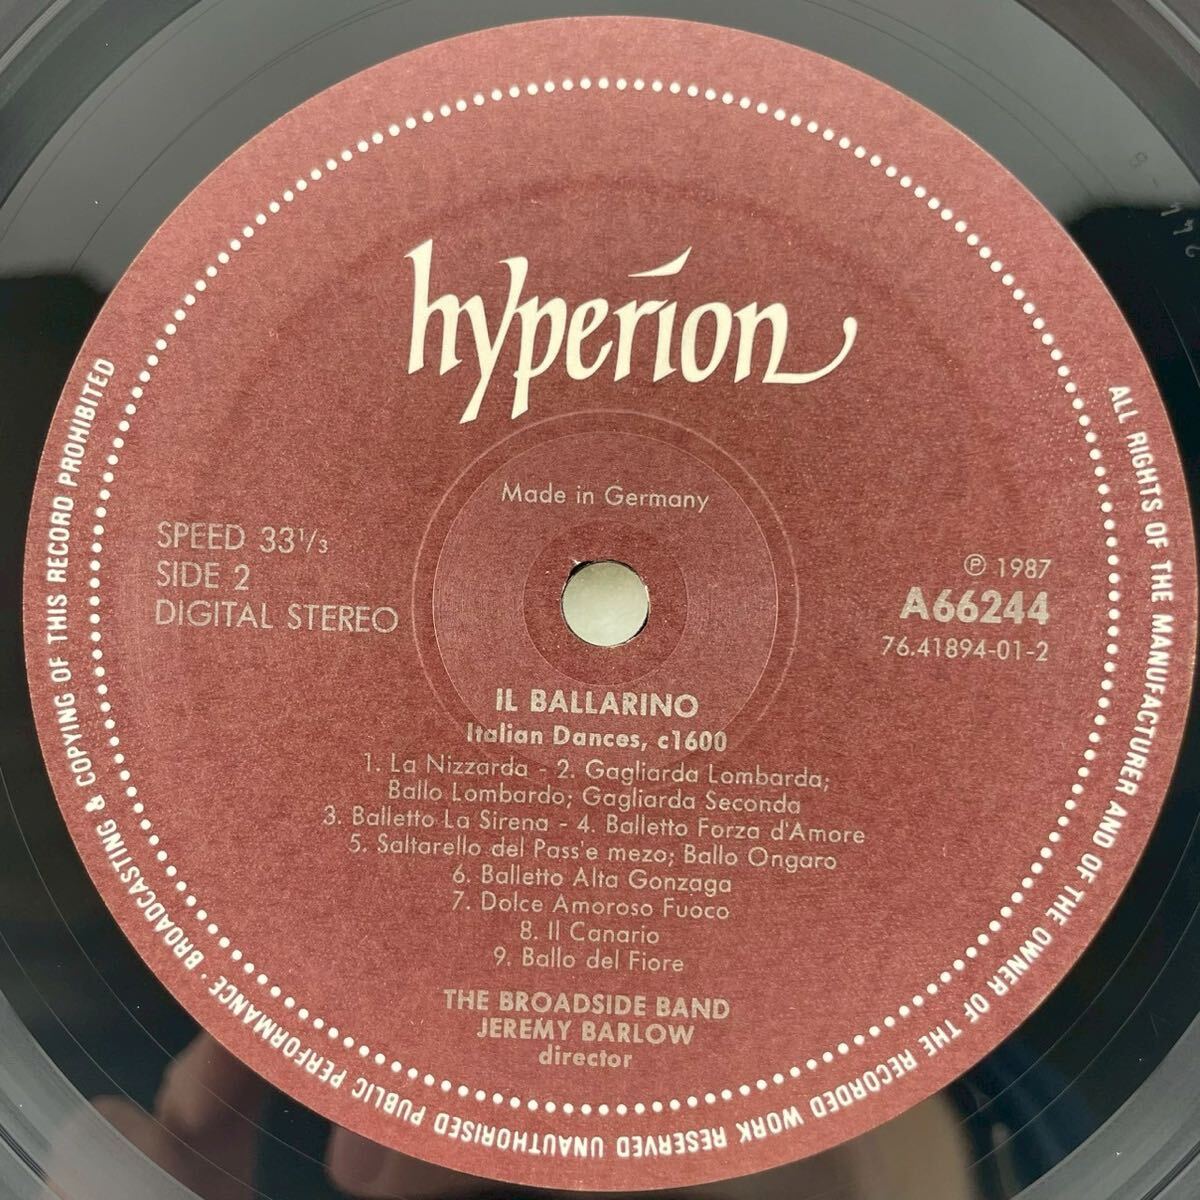 hyperion
Made in Germany
SPEED 33 1/3
SIDE 2
DIGITAL STEREO
℗ 1987
A66244
76.41894-01-2
IL BALLARINO
Italian Dances, c1600
1. La Nizzarda - 2. Gagliarda Lombarda;
Ballo Lombardo; Gagliarda Seconda
3. Balletto La Sirena - 4. Balletto Forza d'Amore
5. Saltarello del Pass'e mezo; Ballo Ongaro
6. Balletto Alta Gonzaga
7. Dolce Amoroso Fuoco
8. Il Canario
9. Ballo del Fiore
THE BROADSIDE BAND
JEREMY BARLOW
director
ALL RIGHTS OF THE MANUFACTURER AND OF THE OWNER OF THE RECORDED WORK RESERVED UNAUTHORISED PUBLIC PERFORMANCE · BROADCASTING & COPYING OF THIS RECORD PROHIBITED